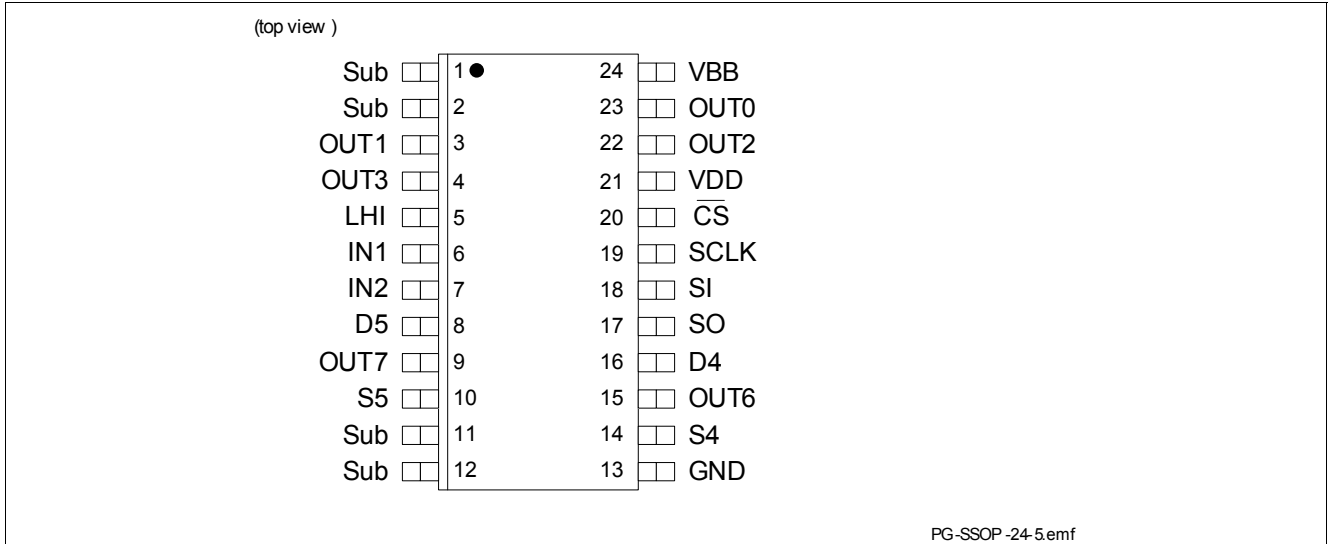 (top view )
Sub 1 24 VBB
Sub 2 23 OUT0
OUT1 3 22 OUT2
OUT3 4 21 VDD
LHI 5 20 C̅S̅
IN1 6 19 SCLK
IN2 7 18 SI
D5 8 17 SO
OUT7 9 16 D4
S5 10 15 OUT6
Sub 11 14 S4
Sub 12 13 GND
PG-SSOP-24-5.emf